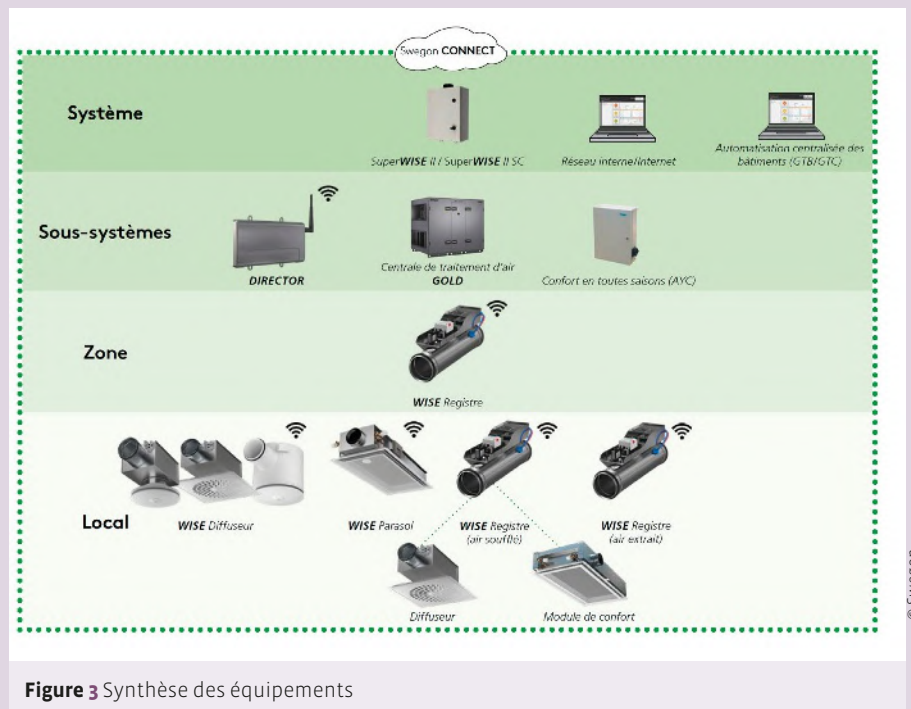 Swegon CONNECT
Système
SuperWISE II / SuperWISE II SC
Réseau interne/Internet
Automatisation centralisée des
bâtiments (GTB/GTC)
Sous-systèmes
DIRECTOR
Centrale de traitement d'air
GOLD
Confort en toutes saisons (AYC)
Zone
WISE Registre
Local
WISE Diffuseur
WISE Parasol
WISE Registre
(air soufflé)
WISE Registre
(air extrait)
Diffuseur
Module de confort
© Swegon
Figure 3 Synthèse des équipements